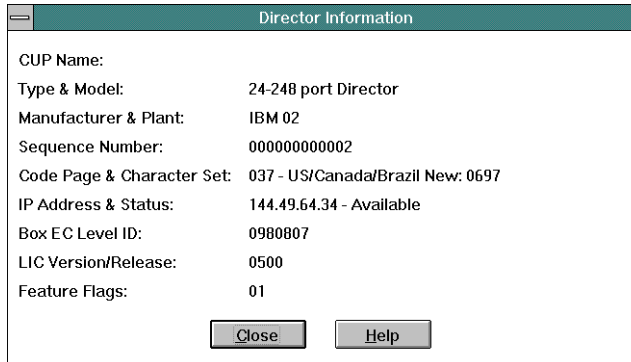 Director Information
CUP Name:
Type & Model: 24-248 port Director
Manufacturer & Plant: IBM 02
Sequence Number: 000000000002
Code Page & Character Set: 037 - US/Canada/Brazil New: 0697
IP Address & Status: 144.49.64.34 - Available
Box EC Level ID: 0980807
LIC Version/Release: 0500
Feature Flags: 01
Close Help